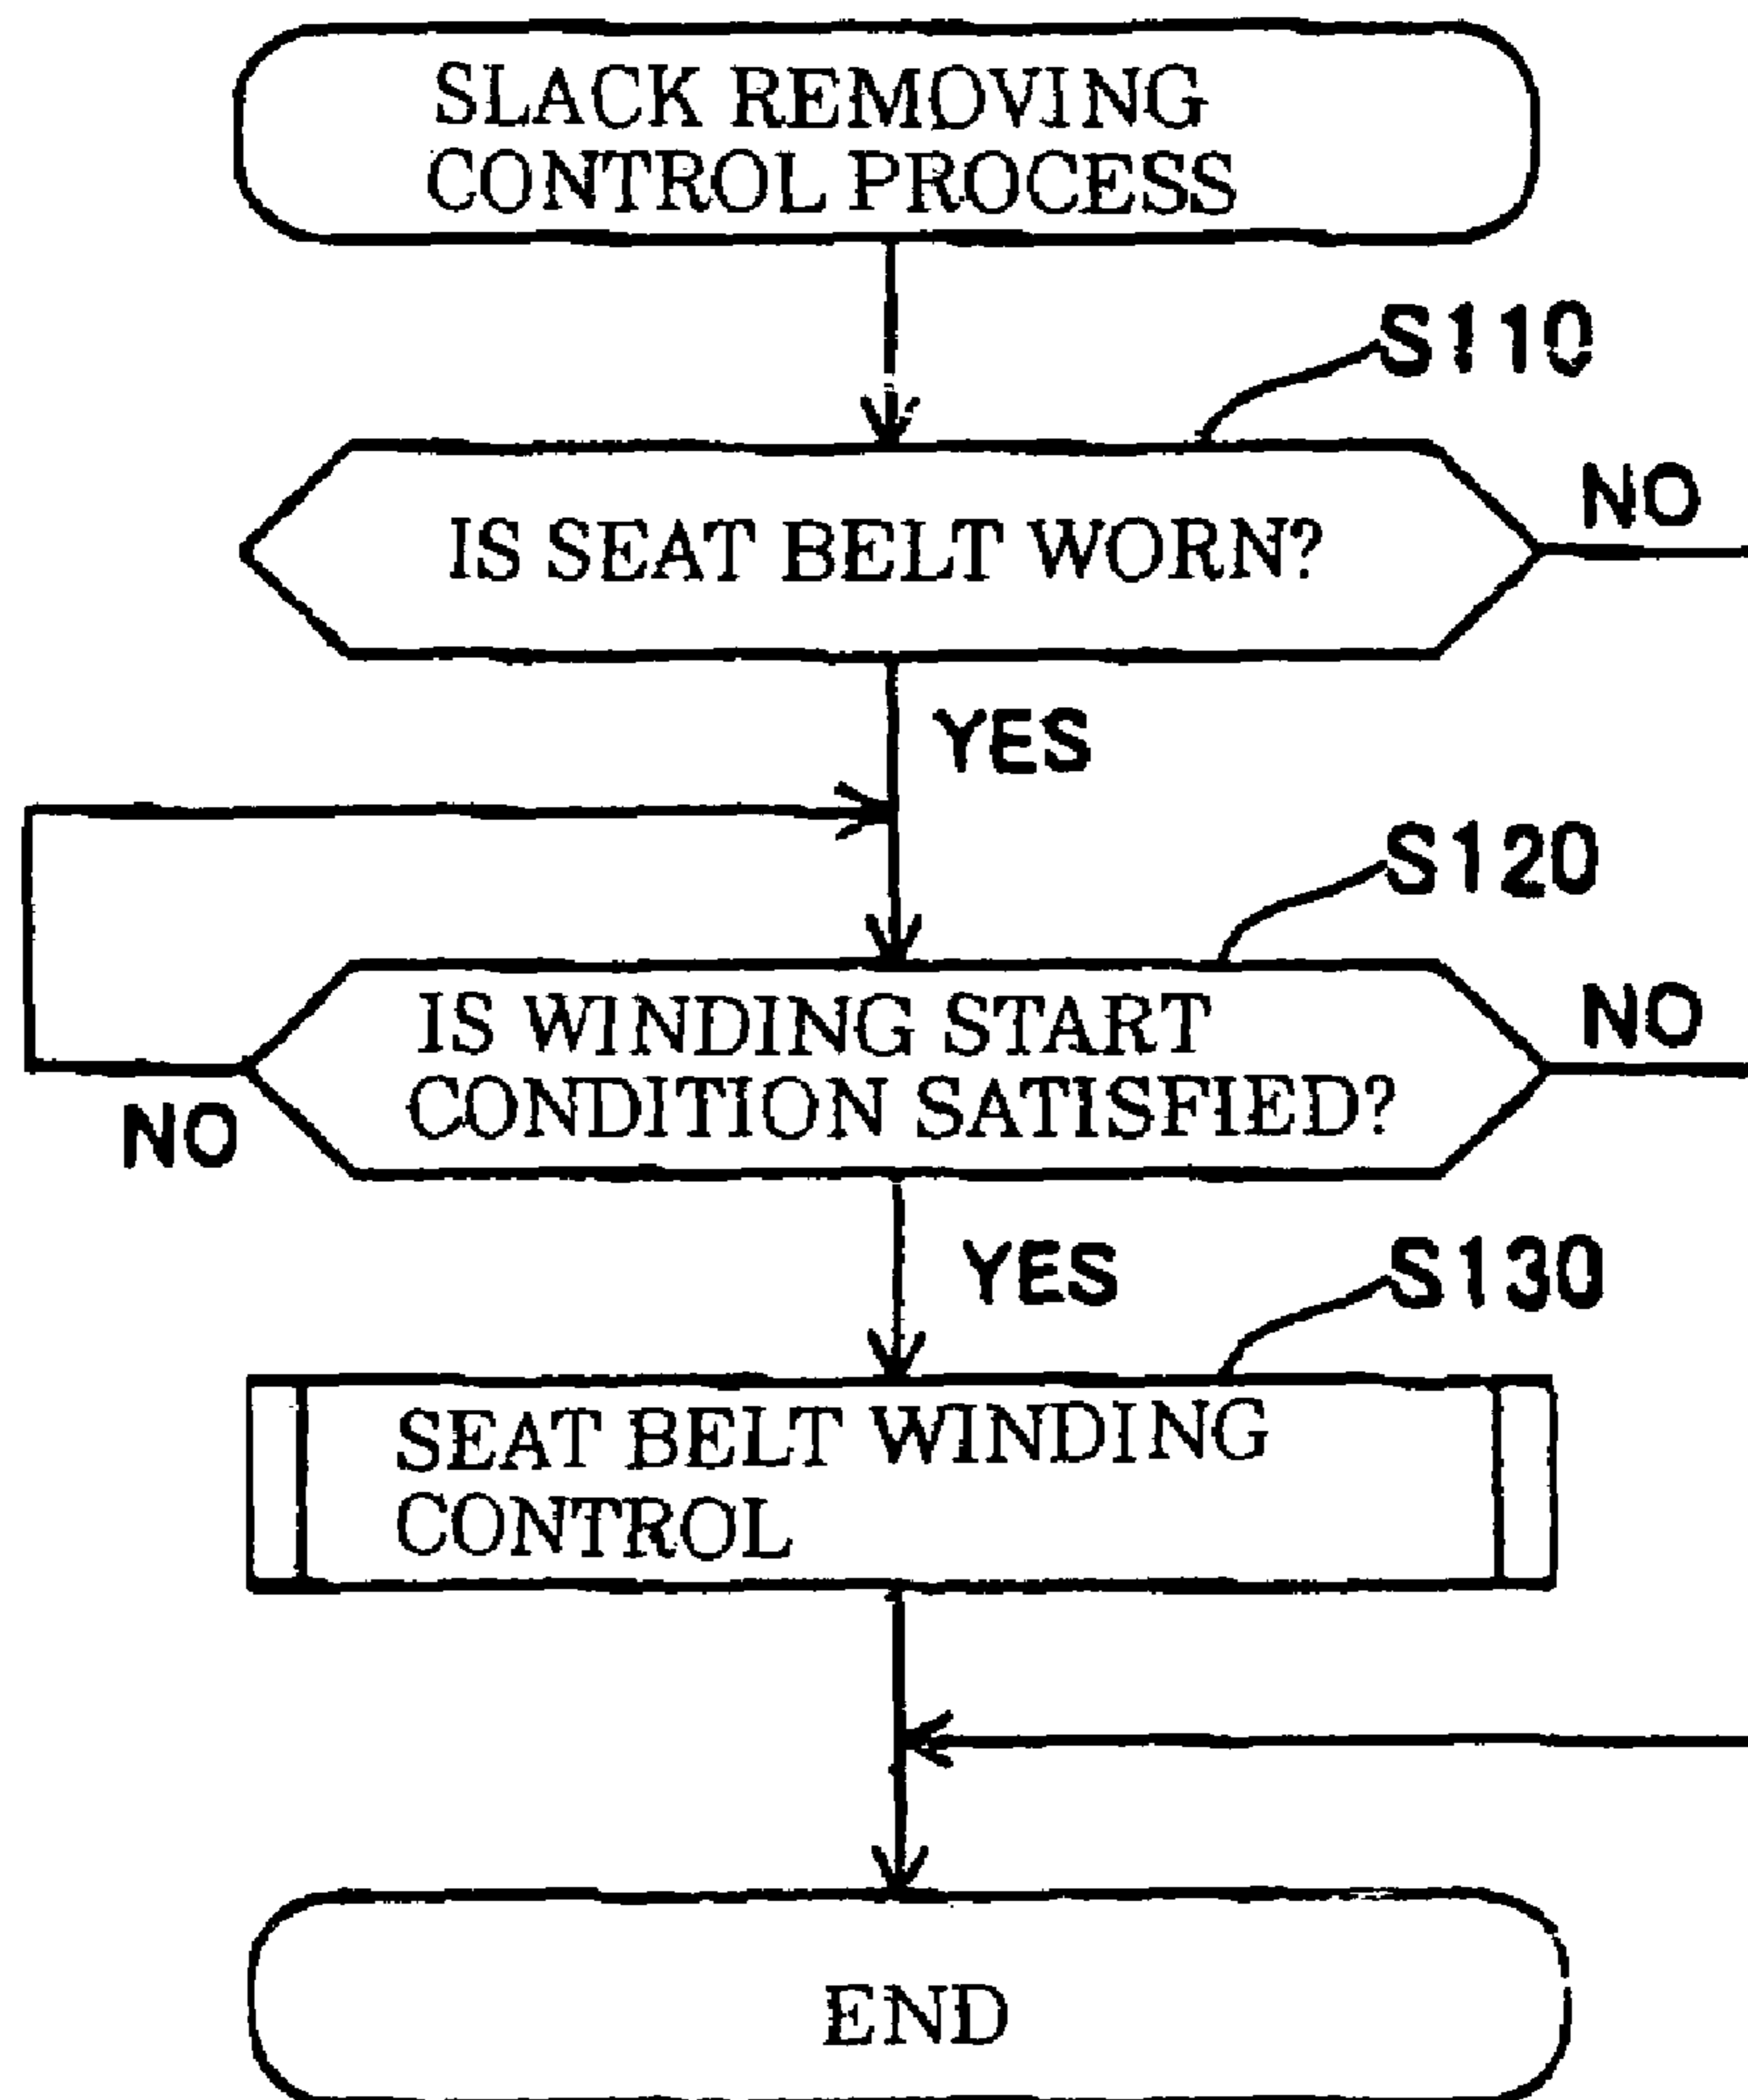 SLACK REMOVING
CONTROL PROCESS
S110
IS SEAT BELT WORN?
NO
YES
S120
IS WINDING START
CONDITION SATISFIED?
NO
NO
YES
S130
SEAT BELT WINDING
CONTROL
END